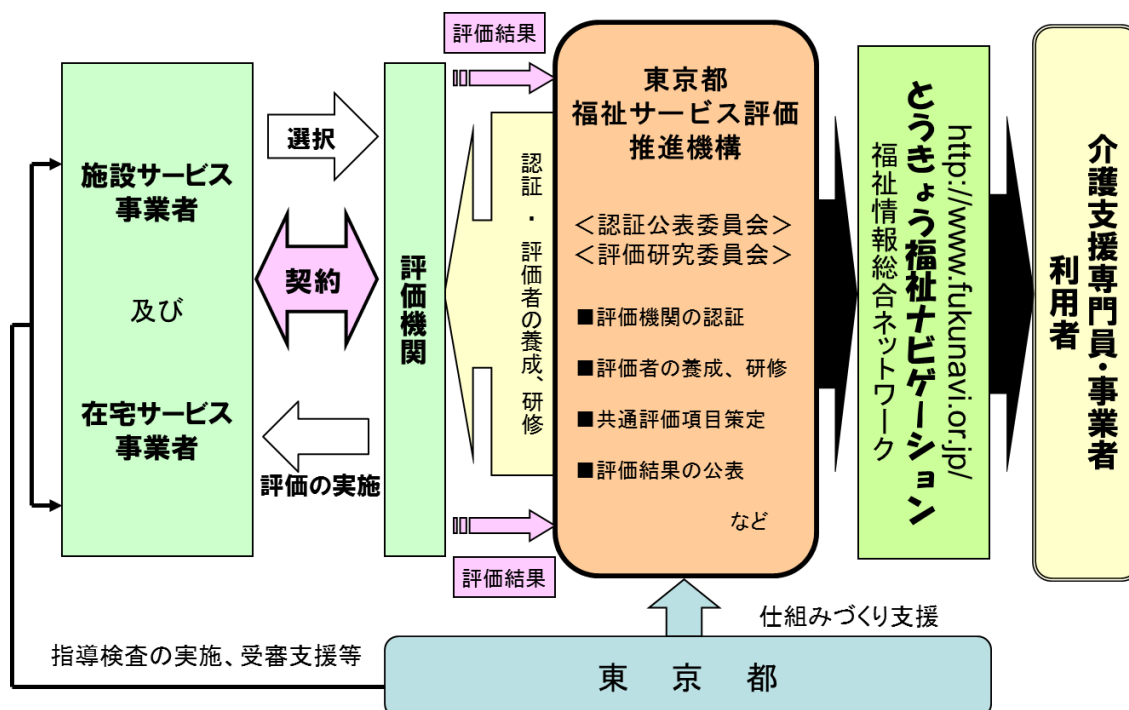 評価結果
施設サービス
事業者
及び
在宅サービス
事業者
選択
契約
評価の実施
評価機関
認証・評価者の養成、研修
評価結果
東京都
福祉サービス評価
推進機構
＜認証公表委員会＞
＜評価研究委員会＞
■評価機関の認証
■評価者の養成、研修
■共通評価項目策定
■評価結果の公表
など
http://www.fukunavi.or.jp/
とうきょう福祉ナビゲーション
福祉情報総合ネットワーク
介護支援専門員・事業者
利用者
仕組みづくり支援
指導検査の実施、受審支援等
東京都